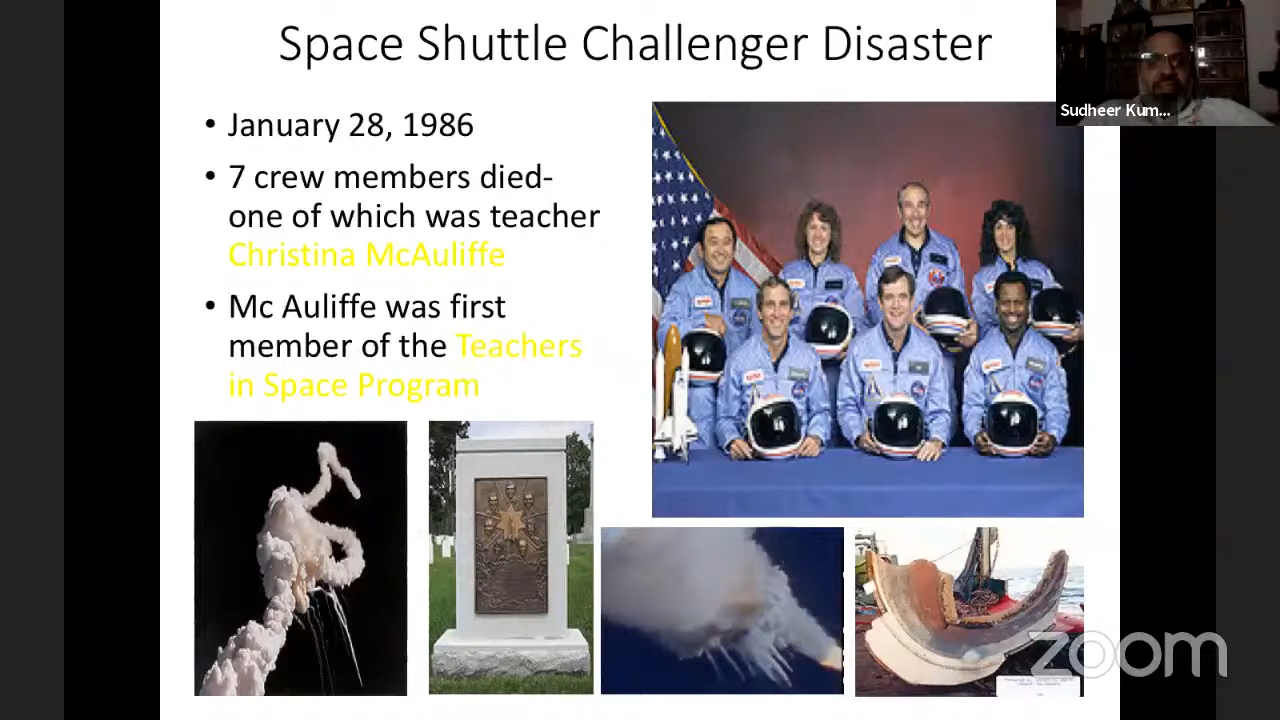 Space Shuttle Challenger Disaster
Sudheer Kum...
• January 28, 1986
• 7 crew members died-
one of which was teacher
Christina McAuliffe
• Mc Auliffe was first
member of the Teachers
in Space Program
zoom